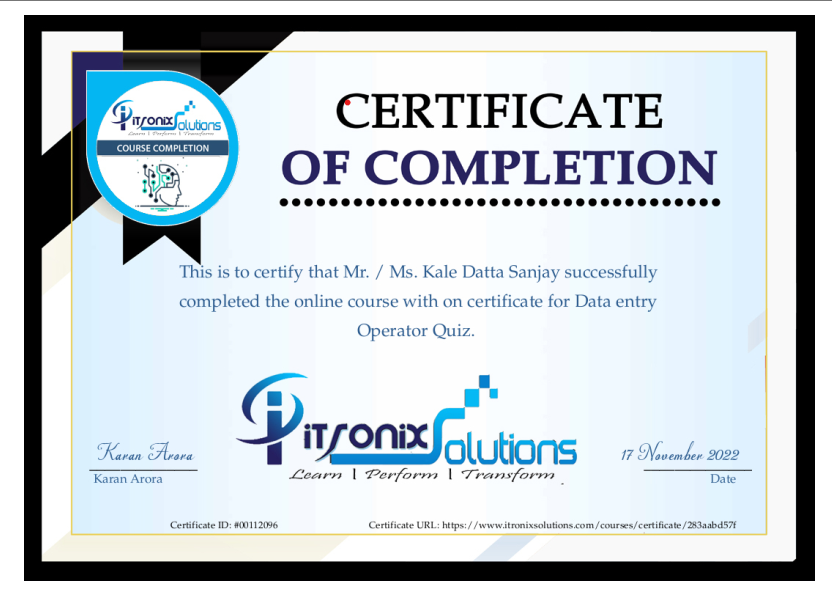 CERTIFICATE
OF COMPLETION
itronix Solutions
Learn | Perform | Transform
COURSE COMPLETION
This is to certify that Mr. / Ms. Kale Datta Sanjay successfully
completed the online course with on certificate for Data entry
Operator Quiz.
itronix Solutions
Learn | Perform | Transform
Karan Arora
Karan Arora
17 November 2022
Date
Certificate ID: #00112096
Certificate URL: https://www.itronixsolutions.com/courses/certificate/283aabd57f